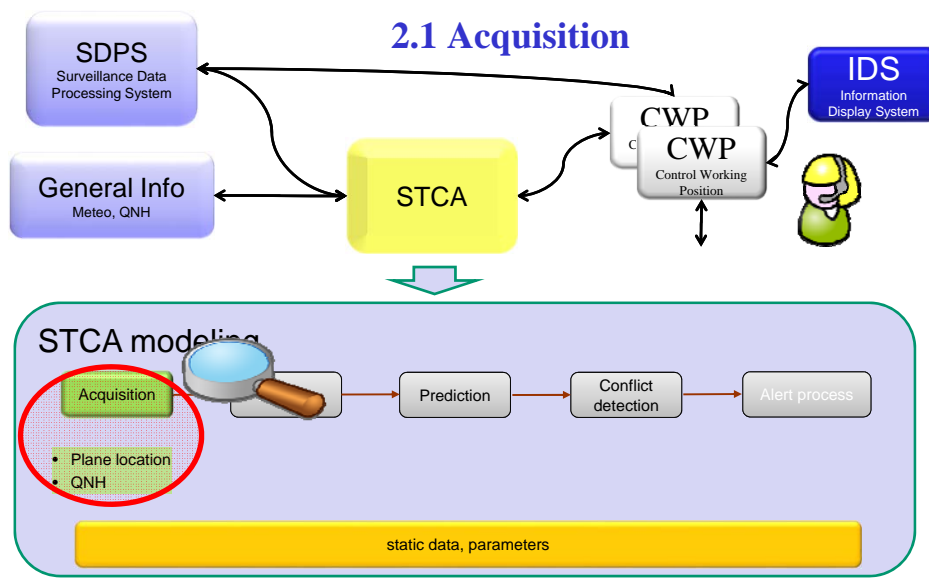 2.1 Acquisition
SDPS
Surveillance Data
Processing System
IDS
Information
Display System
CWP
C
CWP
Control Working
Position
General Info
Meteo, QNH
STCA
STCA modeling
Acquisition
Prediction
Conflict
detection
Alert process
• Plane location
• QNH
static data, parameters